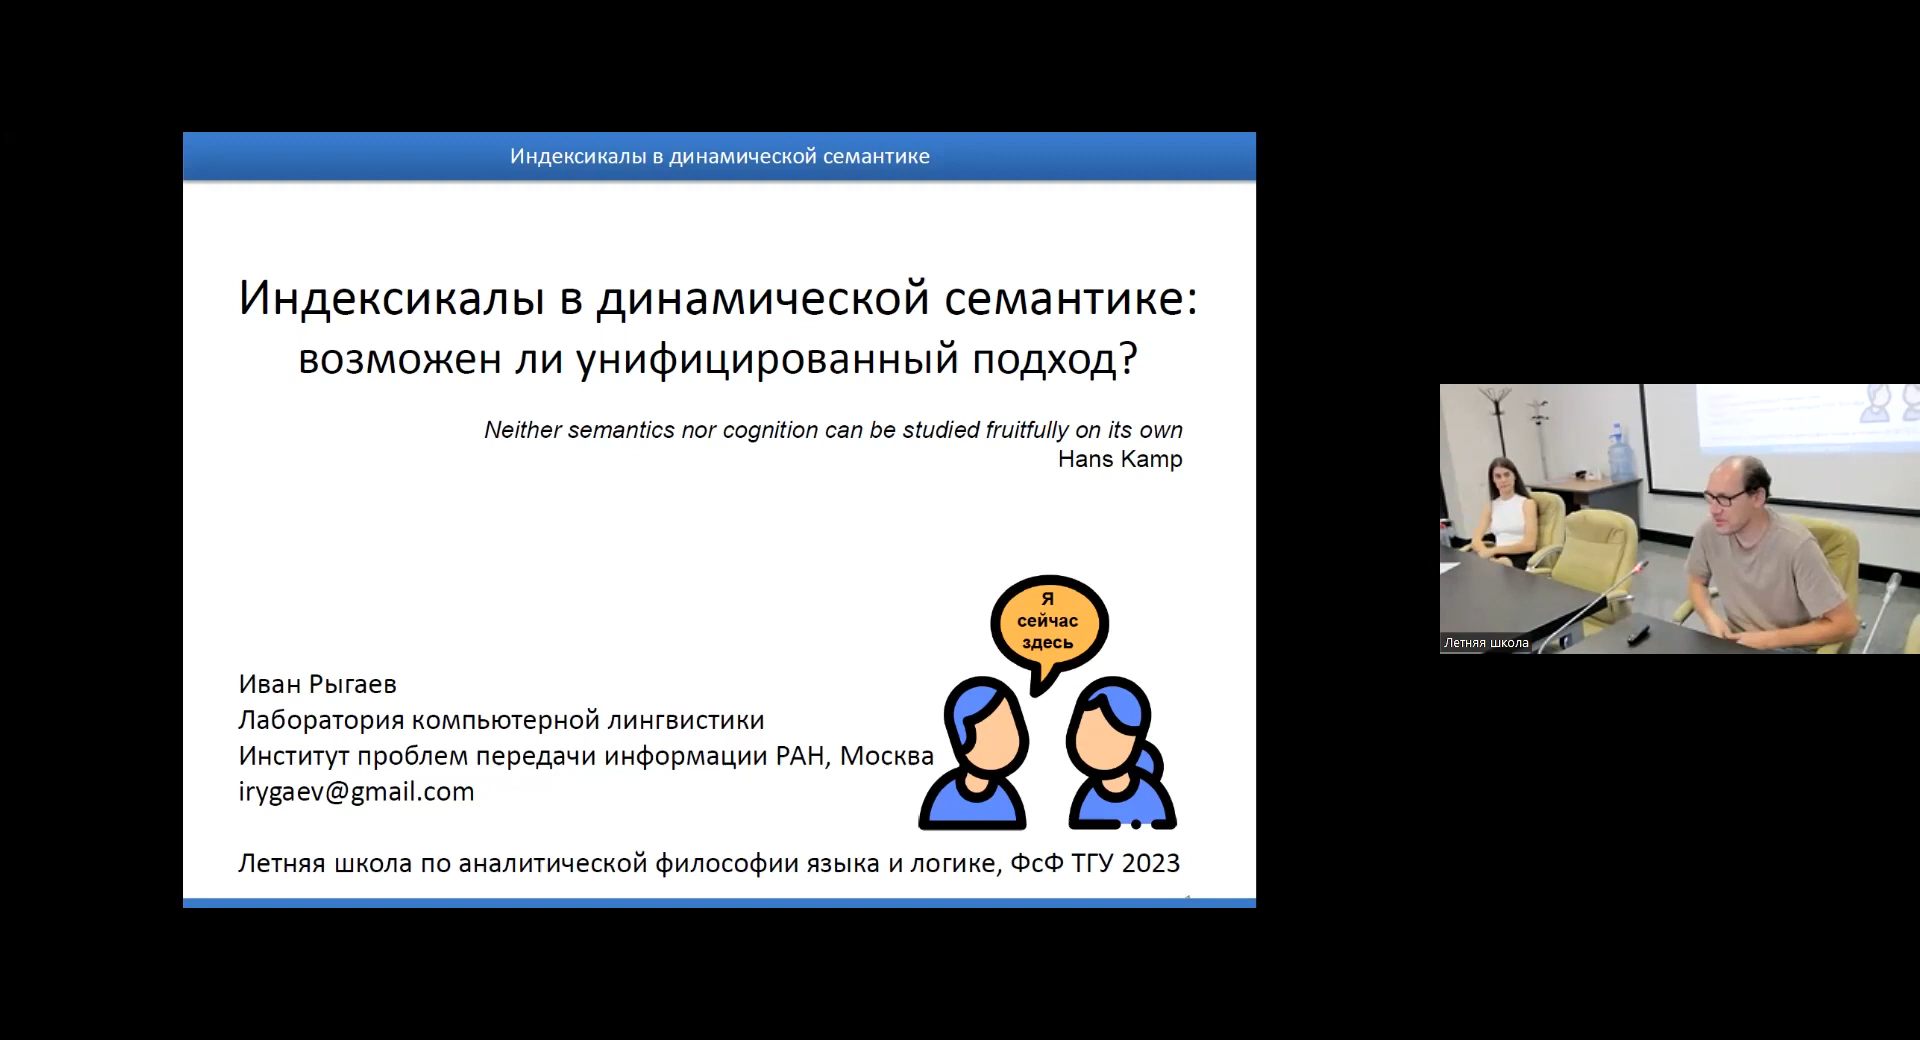 Индексикалы в динамической семантике
Индексикалы в динамической семантике:
возможен ли унифицированный подход?
Neither semantics nor cognition can be studied fruitfully on its own
Hans Kamp
Я
сейчас
здесь
Иван Рыгаев
Лаборатория компьютерной лингвистики
Институт проблем передачи информации РАН, Москва
irygaev@gmail.com
Летняя школа по аналитической философии языка и логике, ФсФ ТГУ 2023
Летняя школа